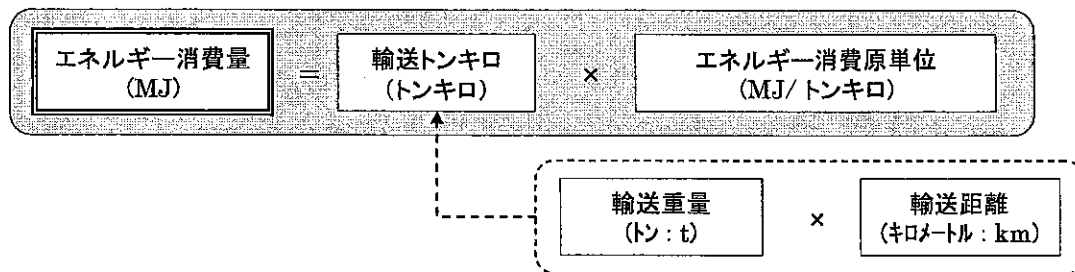 エネルギー消費量
(MJ)
=
輸送トンキロ
(トンキロ)
×
エネルギー消費原単位
(MJ/トンキロ)
輸送重量
(トン:t)
×
輸送距離
(キロメートル:km)